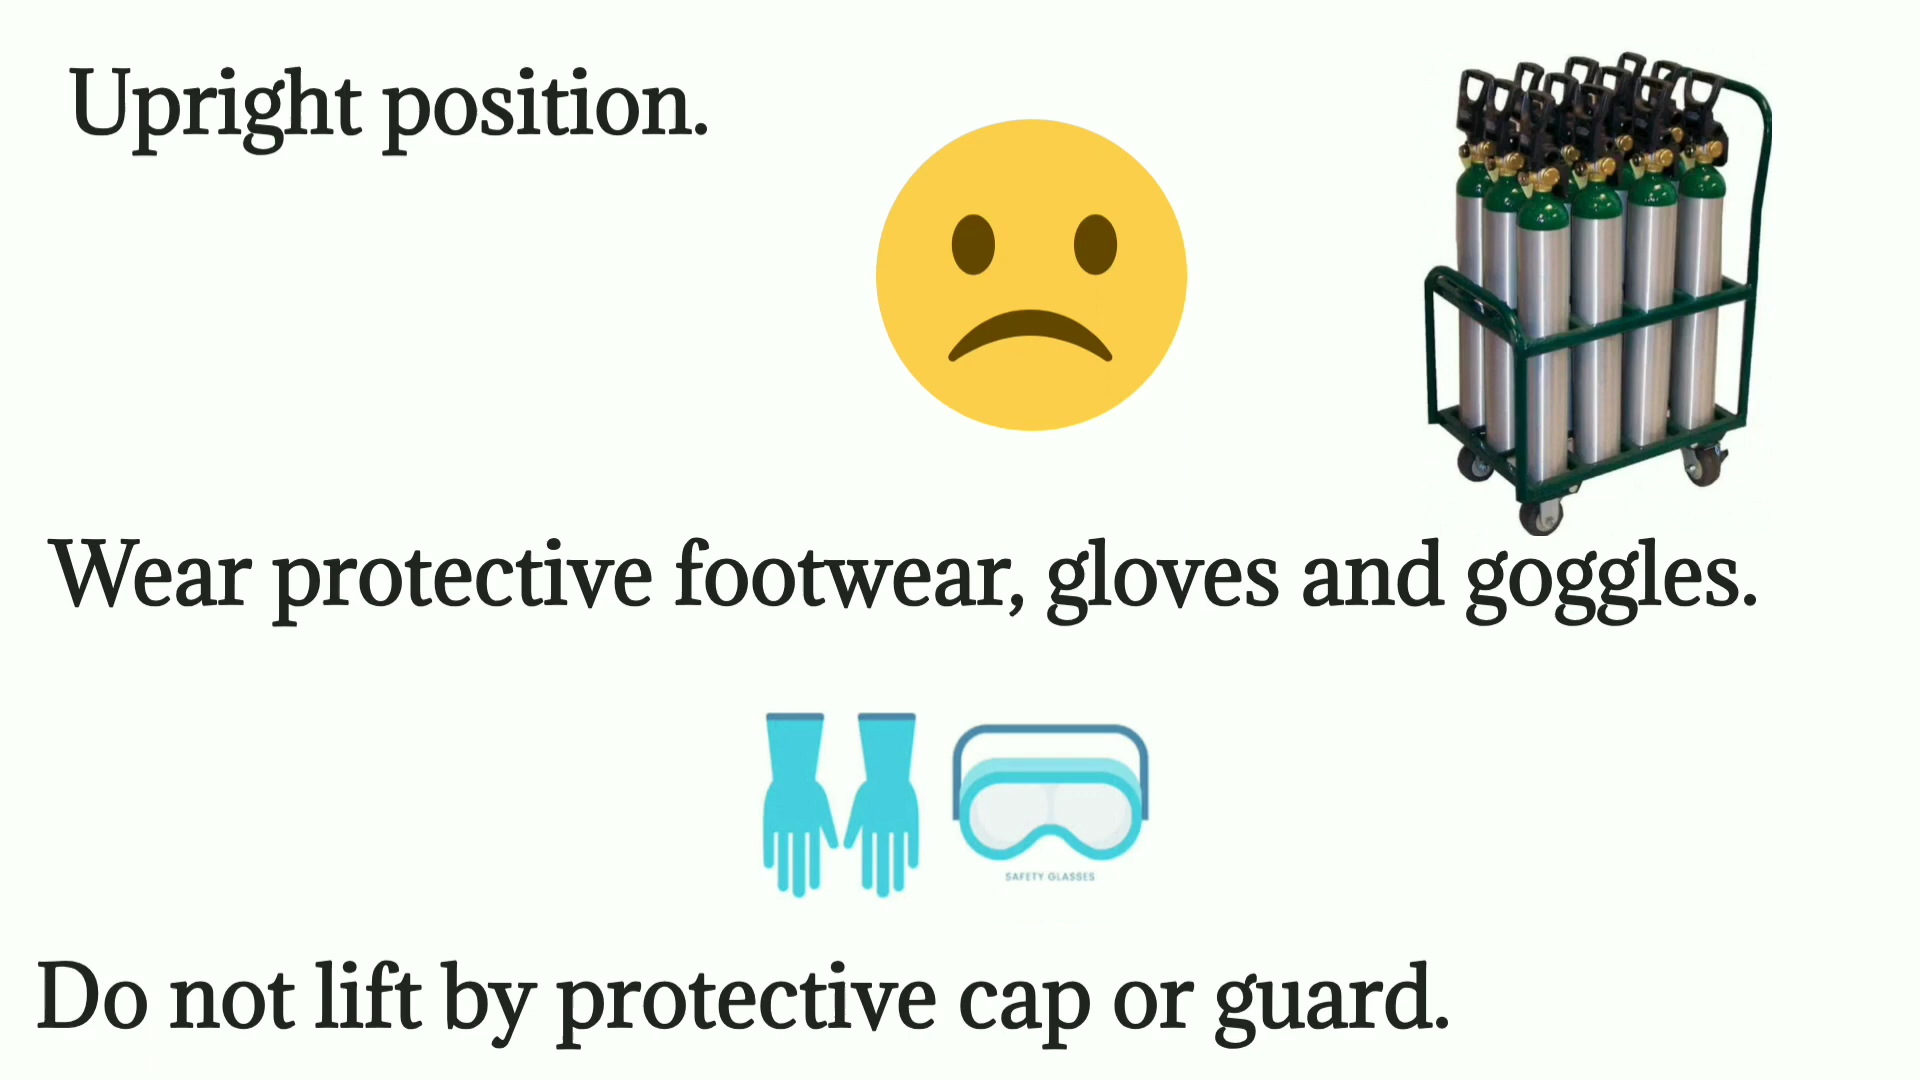 Upright position.
Wear protective footwear, gloves and goggles.
SAFETY GLASSES
Do not lift by protective cap or guard.